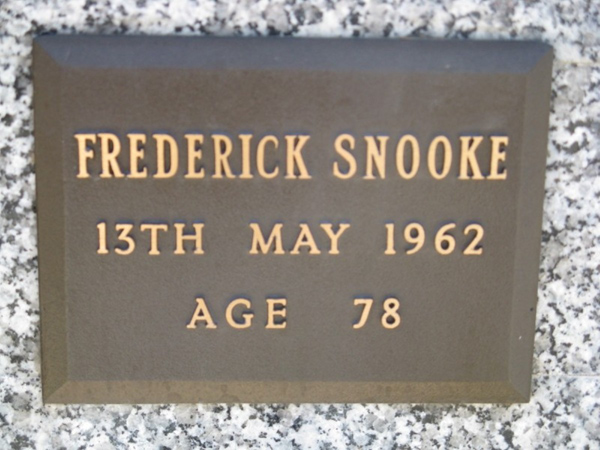 FREDERICK SNOOKE
13TH MAY 1962
AGE 78